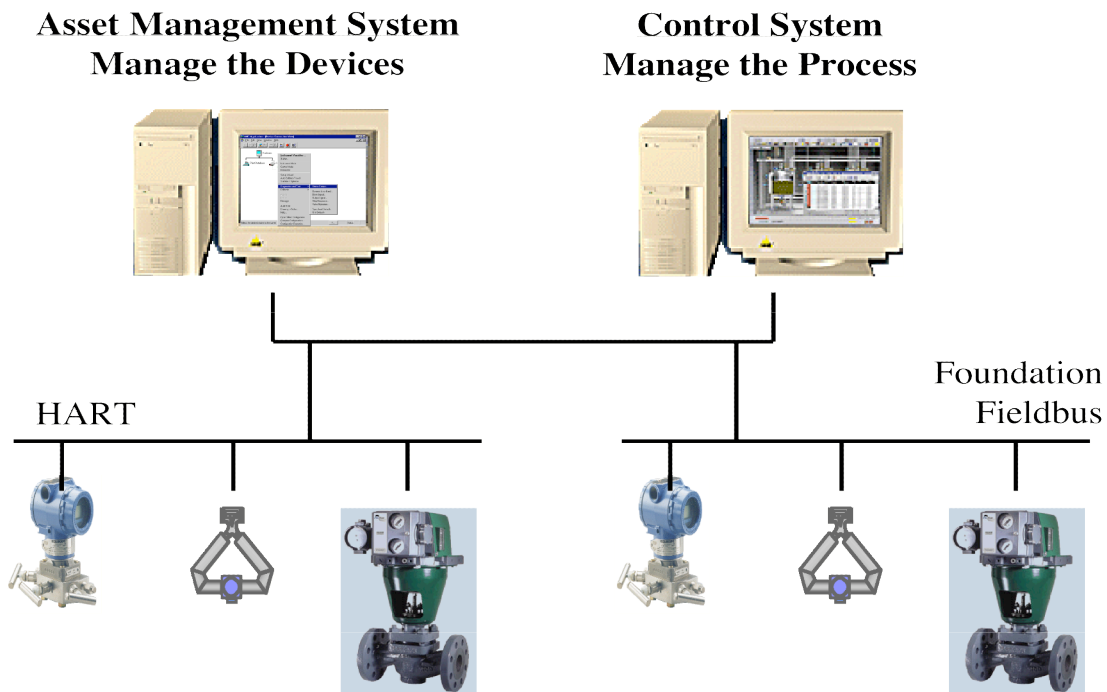 Asset Management System
Manage the Devices
Control System
Manage the Process
HART
Foundation
Fieldbus